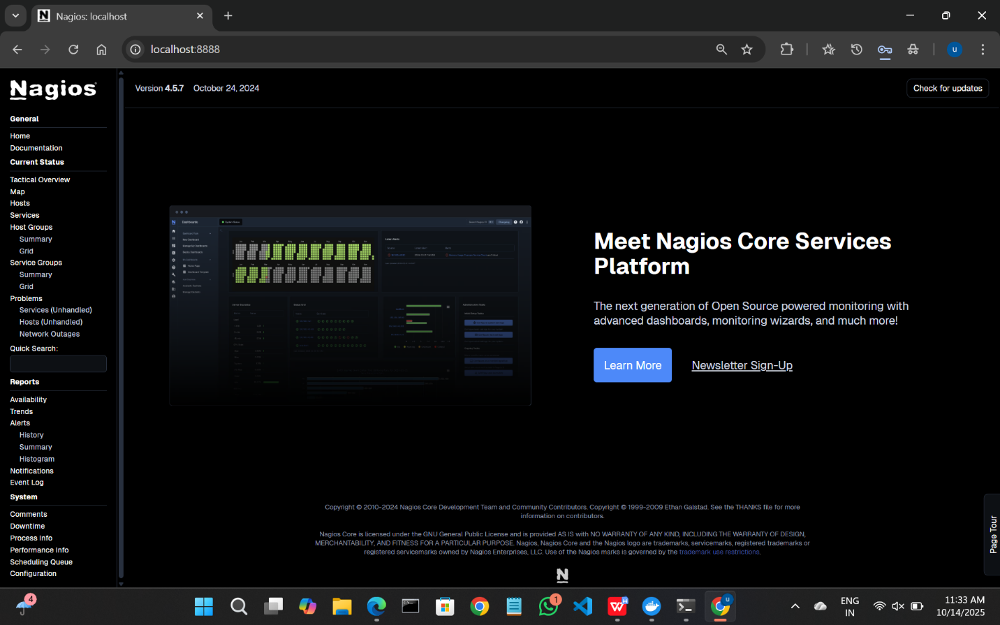 Nagios: localhost
localhost:8888
u
Nagios
Version 4.5.7 October 24, 2024
Check for updates
General
Home
Documentation
Current Status
Tactical Overview
Map
Hosts
Services
Host Groups
Summary
Grid
Service Groups
Summary
Grid
Problems
Services (Unhandled)
Hosts (Unhandled)
Network Outages
Quick Search:
Reports
Availability
Trends
Alerts
History
Summary
Histogram
Notifications
Event Log
System
Comments
Downtime
Process Info
Performance Info
Scheduling Queue
Configuration
Dashboards
Meet Nagios Core Services
Platform
The next generation of Open Source powered monitoring with
advanced dashboards, monitoring wizards, and much more!
Learn More
Newsletter Sign-Up
Copyright © 2010-2024 Nagios Core Development Team and Community Contributors. Copyright © 1999-2009 Ethan Galstad. See the THANKS file for more
information on contributors.
Nagios Core is licensed under the GNU General Public License and is provided AS IS with NO WARRANTY OF ANY KIND, INCLUDING THE WARRANTY OF DESIGN,
MERCHANTABILITY, AND FITNESS FOR A PARTICULAR PURPOSE. Nagios, Nagios Core and the Nagios logo are trademarks, servicemarks, registered trademarks or
registered servicemarks owned by Nagios Enterprises, LLC. Use of the Nagios marks is governed by the trademark use restrictions.
N
Page Tour
4
1
u
ENG
IN
11:33 AM
10/14/2025